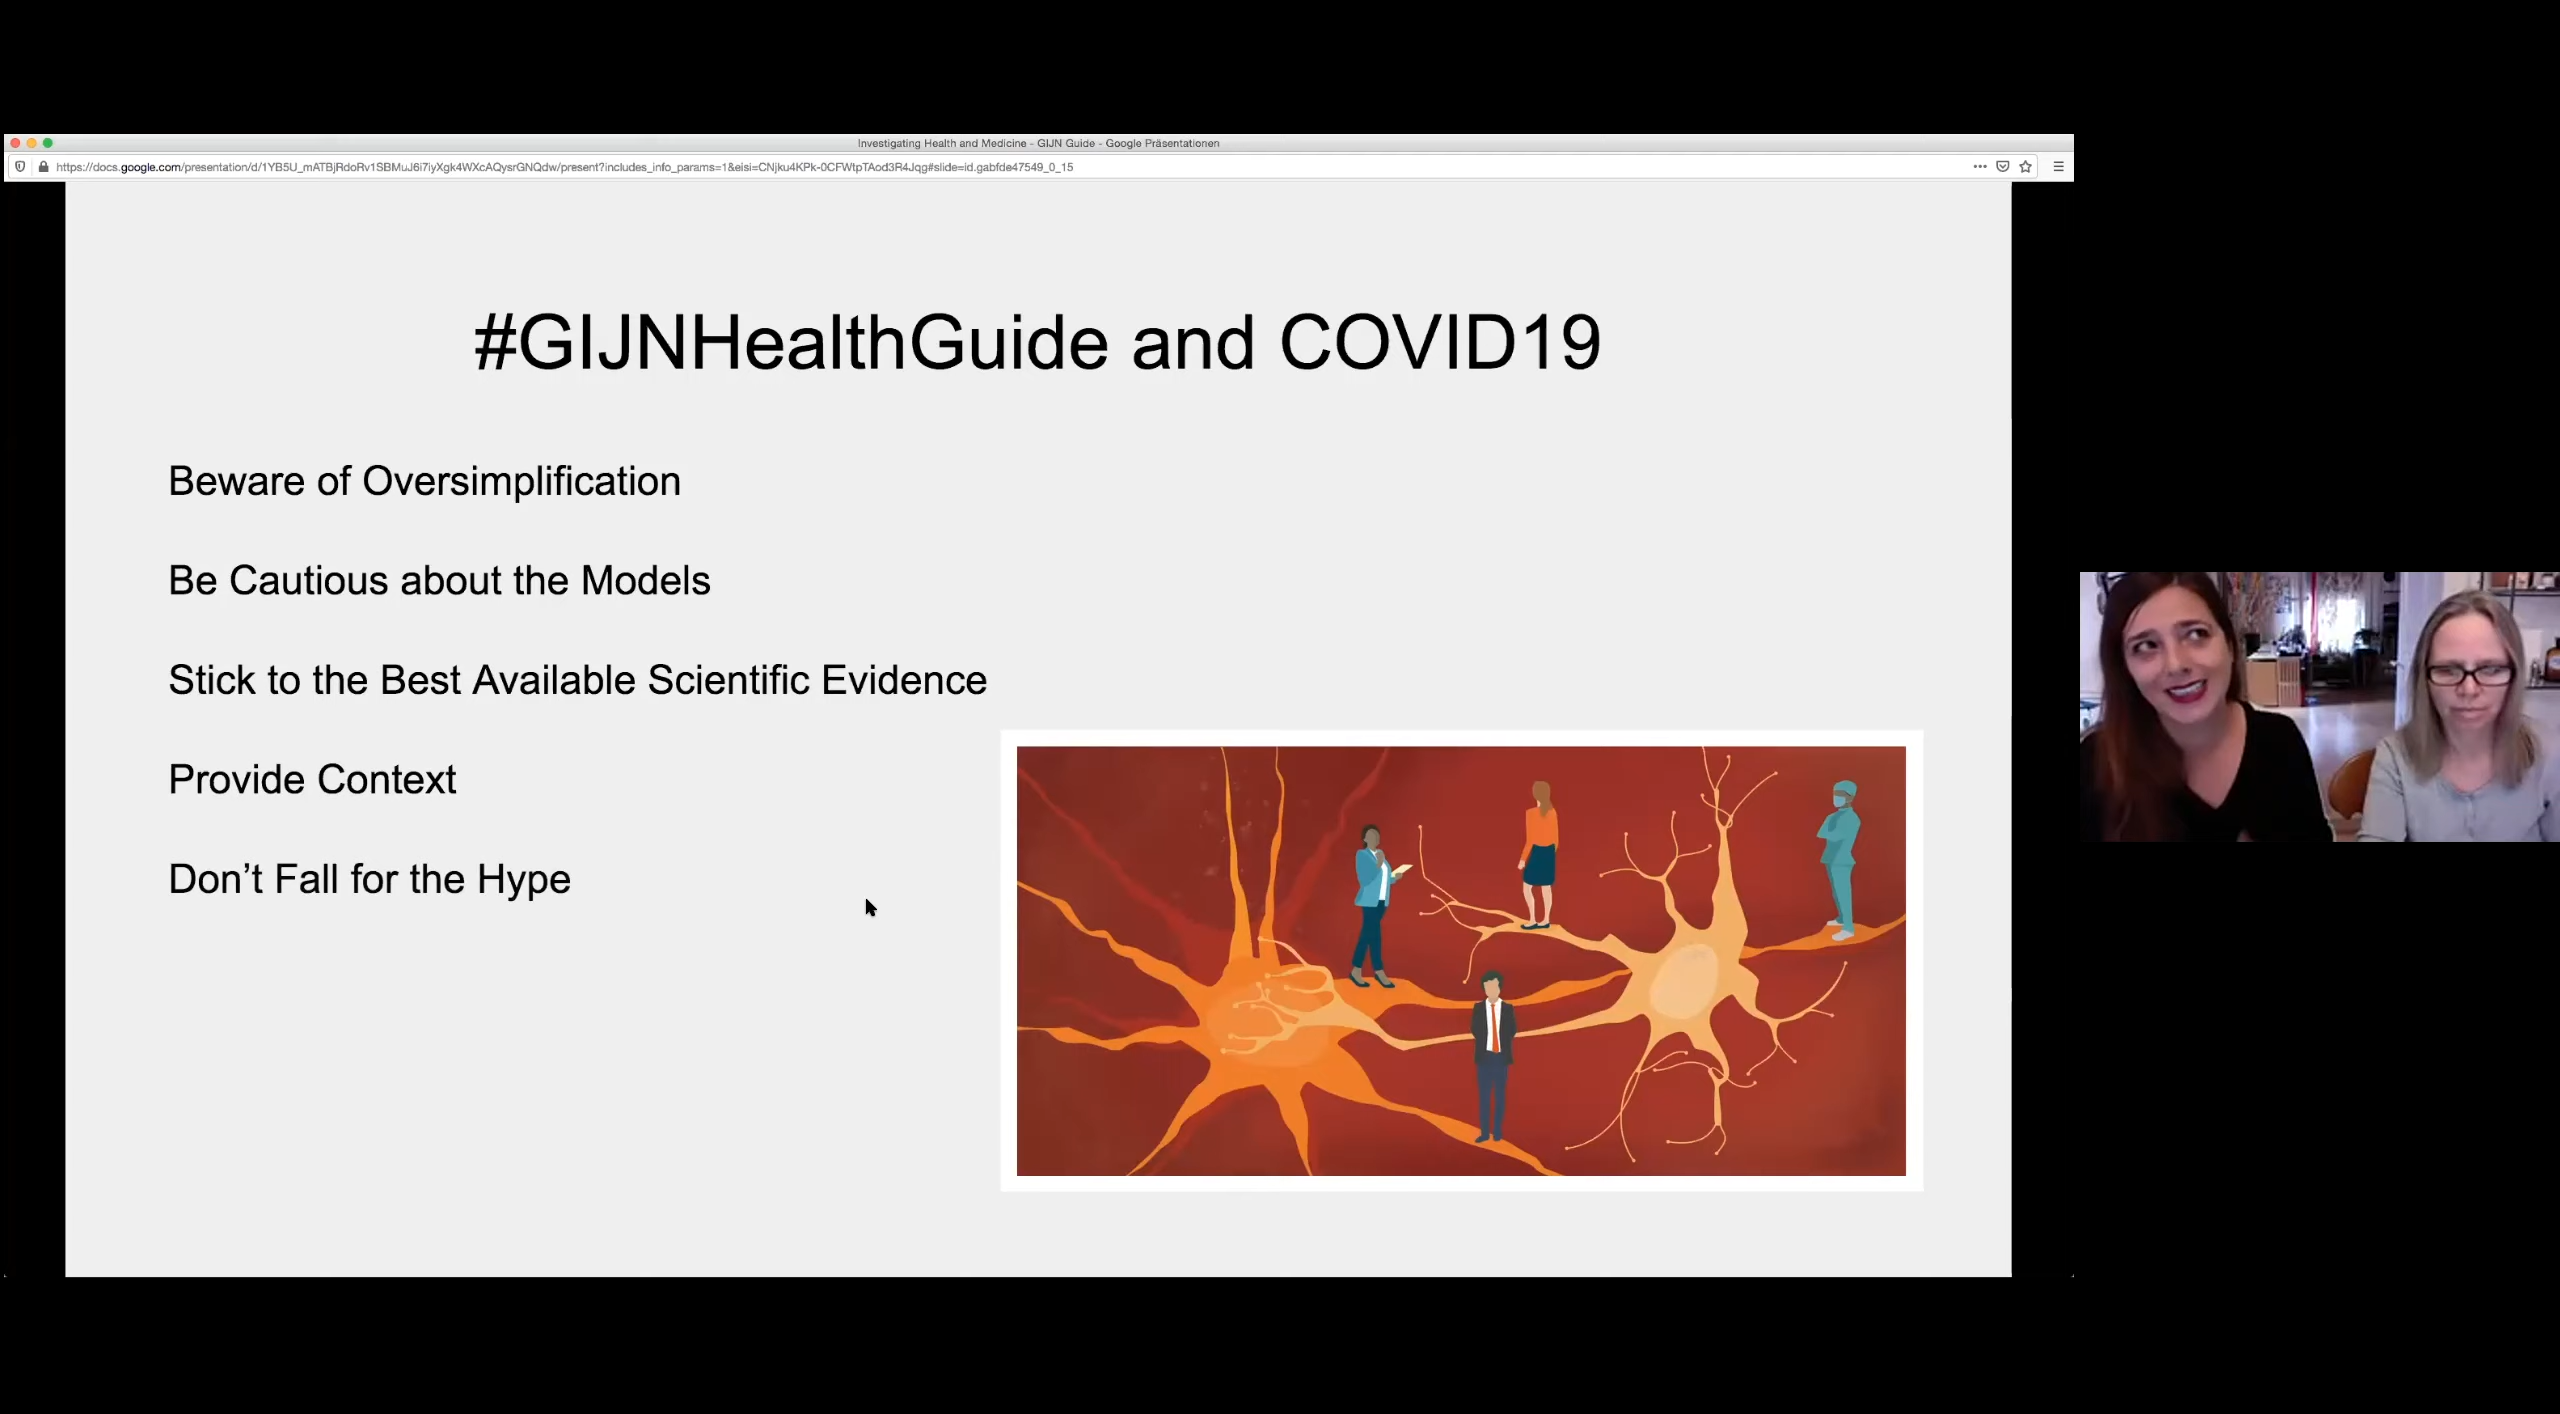 Investigating Health and Medicine - GIJN Guide - Google Präsentationen
https://docs.google.com/presentation/d/1YB5U_mATBjRdoRv1SBMuJ6i7iyXgk4WXcAQysrGNQdw/present?includes_info_params=1&eisi=CNjku4KPk-0CFWtpTAod3R4Jqg#slide=id.gabfde47549_0_15
#GIJNHealthGuide and COVID19
Beware of Oversimplification
Be Cautious about the Models
Stick to the Best Available Scientific Evidence
Provide Context
Don’t Fall for the Hype